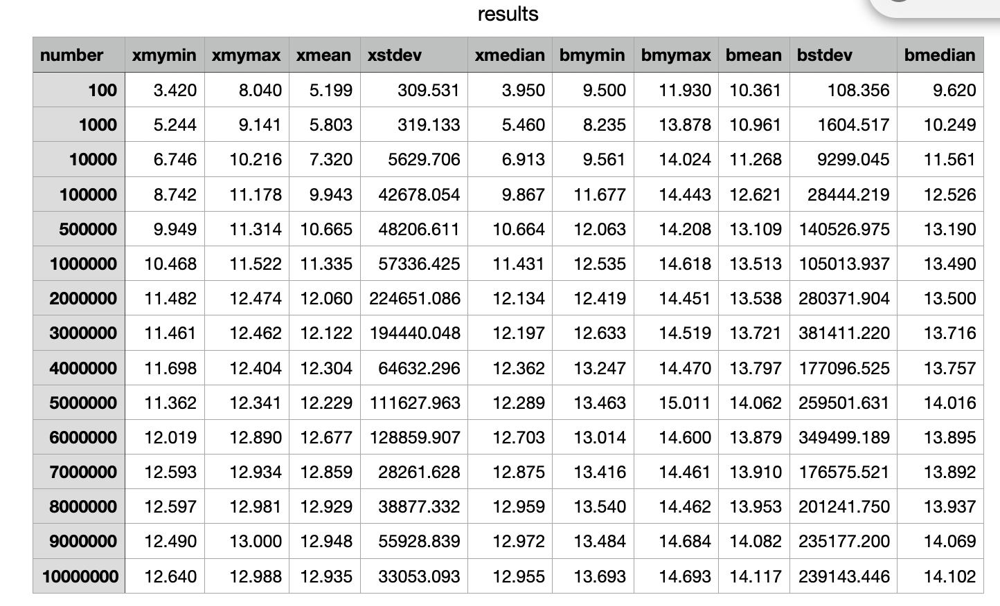 results
number xmymin xmymax xmean xstdev xmedian bmymin bmymax bmean bstdev bmedian
100 3.420 8.040 5.199 309.531 3.950 9.500 11.930 10.361 108.356 9.620
1000 5.244 9.141 5.803 319.133 5.460 8.235 13.878 10.961 1604.517 10.249
10000 6.746 10.216 7.320 5629.706 6.913 9.561 14.024 11.268 9299.045 11.561
100000 8.742 11.178 9.943 42678.054 9.867 11.677 14.443 12.621 28444.219 12.526
500000 9.949 11.314 10.665 48206.611 10.664 12.063 14.208 13.109 140526.975 13.190
1000000 10.468 11.522 11.335 57336.425 11.431 12.535 14.618 13.513 105013.937 13.490
2000000 11.482 12.474 12.060 224651.086 12.134 12.419 14.451 13.538 280371.904 13.500
3000000 11.461 12.462 12.122 194440.048 12.197 12.633 14.519 13.721 381411.220 13.716
4000000 11.698 12.404 12.304 64632.296 12.362 13.247 14.470 13.797 177096.525 13.757
5000000 11.362 12.341 12.229 111627.963 12.289 13.463 15.011 14.062 259501.631 14.016
6000000 12.019 12.890 12.677 128859.907 12.703 13.014 14.600 13.879 349499.189 13.895
7000000 12.593 12.934 12.859 28261.628 12.875 13.416 14.461 13.910 176575.521 13.892
8000000 12.597 12.981 12.929 38877.332 12.959 13.540 14.462 13.953 201241.750 13.937
9000000 12.490 13.000 12.948 55928.839 12.972 13.484 14.684 14.082 235177.200 14.069
10000000 12.640 12.988 12.935 33053.093 12.955 13.693 14.693 14.117 239143.446 14.102